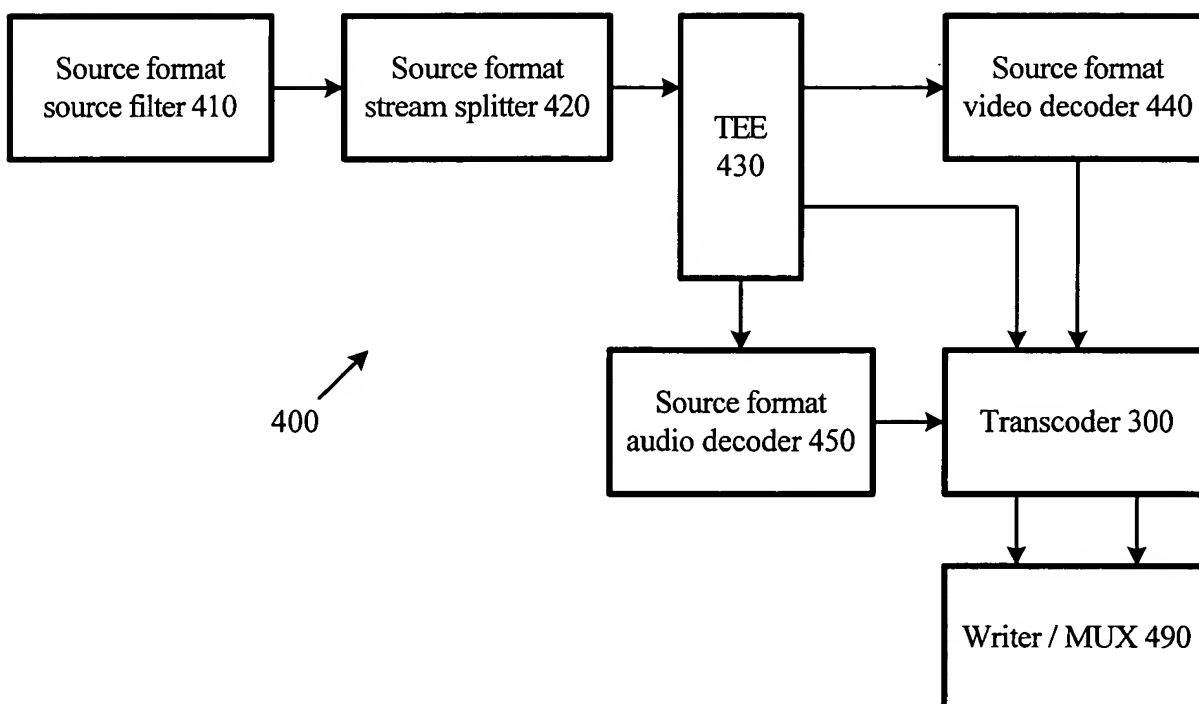 Source format
source filter 410
Source format
stream splitter 420
TEE
430
Source format
video decoder 440
400
Source format
audio decoder 450
Transcoder 300
Writer / MUX 490